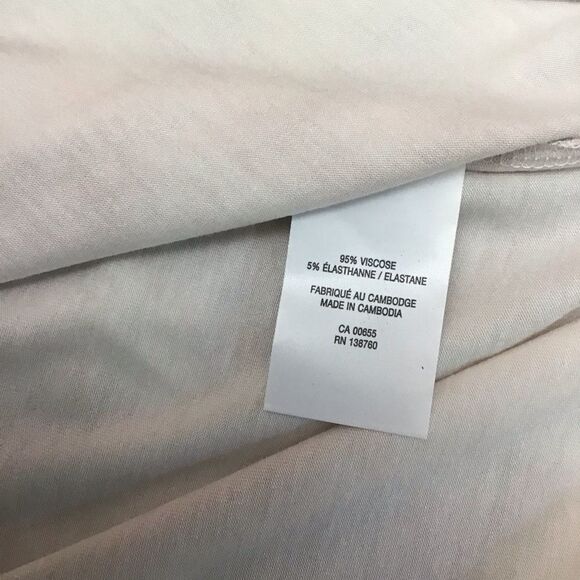 95% VISCOSE
5% ÉLASTHANNE / ELASTANE
FABRIQUÉ AU CAMBODGE
MADE IN CAMBODIA
CA 00655
RN 138760